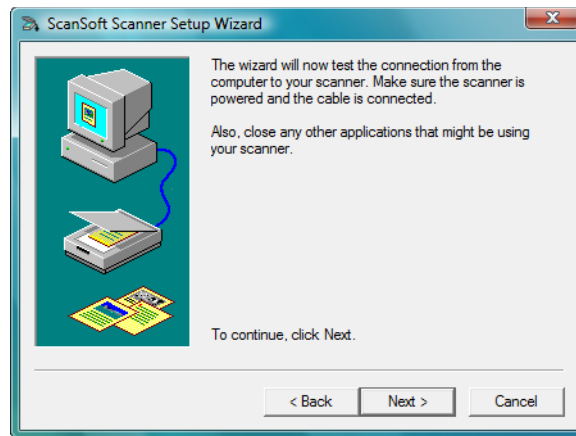 ScanSoft Scanner Setup Wizard
The wizard will now test the connection from the
computer to your scanner. Make sure the scanner is
powered and the cable is connected.
Also, close any other applications that might be using
your scanner.
To continue, click Next.
< Back Next > Cancel